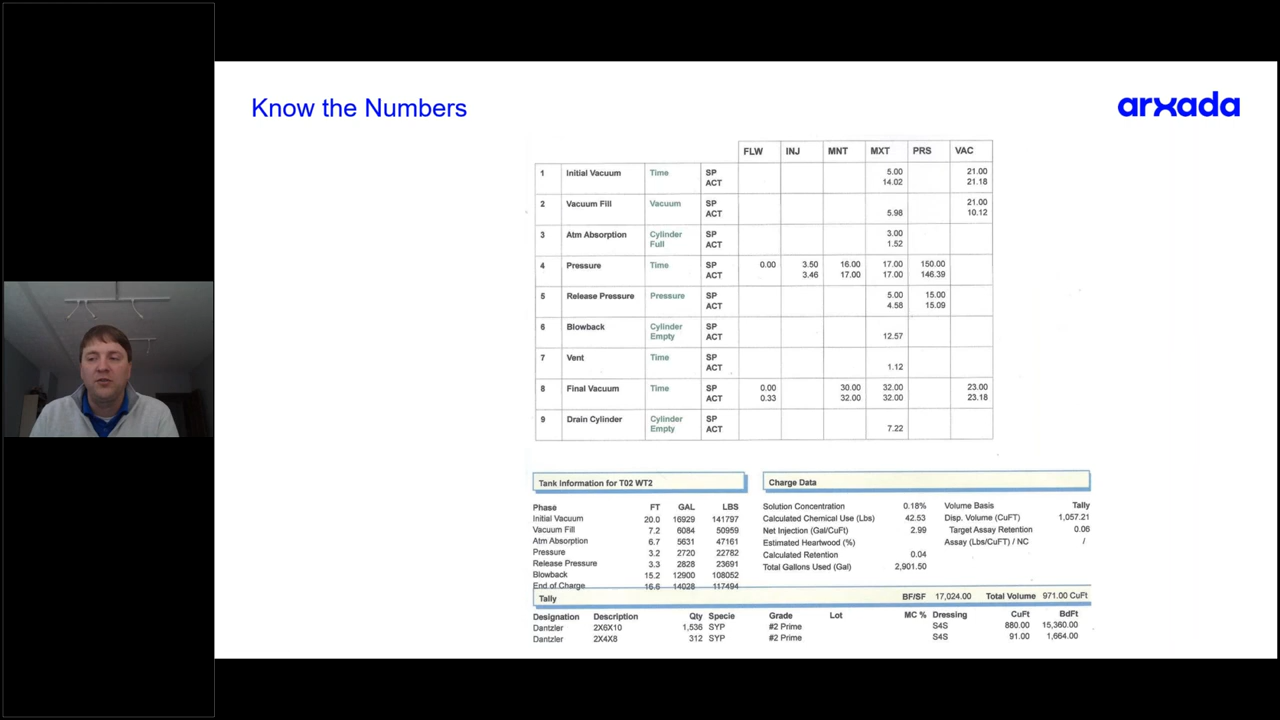 Know the Numbers
arxada
FLW INJ MNT MXT PRS VAC
1 Initial Vacuum Time SP 5.00 21.00
ACT 14.02 21.18
2 Vacuum Fill Vacuum SP 21.00
ACT 5.98 10.12
3 Atm Absorption Cylinder SP 3.00
Full ACT 1.52
4 Pressure Time SP 0.00 3.50 16.00 17.00 150.00
ACT 3.46 17.00 17.00 146.39
5 Release Pressure Pressure SP 5.00 15.00
ACT 4.58 15.09
6 Blowback Cylinder SP
Empty ACT 12.57
7 Vent Time SP
ACT 1.12
8 Final Vacuum Time SP 0.00 30.00 32.00 23.00
ACT 0.33 32.00 32.00 23.18
9 Drain Cylinder Cylinder SP
Empty ACT 7.22
Tank Information for T02 WT2
Phase FT GAL LBS
Initial Vacuum 20.0 16929 141797
Vacuum Fill 7.2 6084 50959
Atm Absorption 6.7 5631 47161
Pressure 3.2 2720 22782
Release Pressure 3.3 2828 23691
Blowback 15.2 12900 108052
End of Charge 16.6 14028 117494
Charge Data
Solution Concentration 0.18% Volume Basis Tally
Calculated Chemical Use (Lbs) 42.53 Disp. Volume (CuFT) 1,057.21
Net Injection (Gal/CuFt) 2.99 Target Assay Retention 0.06
Estimated Heartwood (%) Assay (Lbs/CuFT) / NC /
Calculated Retention 0.04
Total Gallons Used (Gal) 2,901.50
Tally BF/SF 17,024.00 Total Volume 971.00 CuFt
Designation Description Qty Specie Grade Lot MC % Dressing CuFt BdFt
Dantzler 2X6X10 1,536 SYP #2 Prime S4S 880.00 15,360.00
Dantzler 2X4X8 312 SYP #2 Prime S4S 91.00 1,664.00